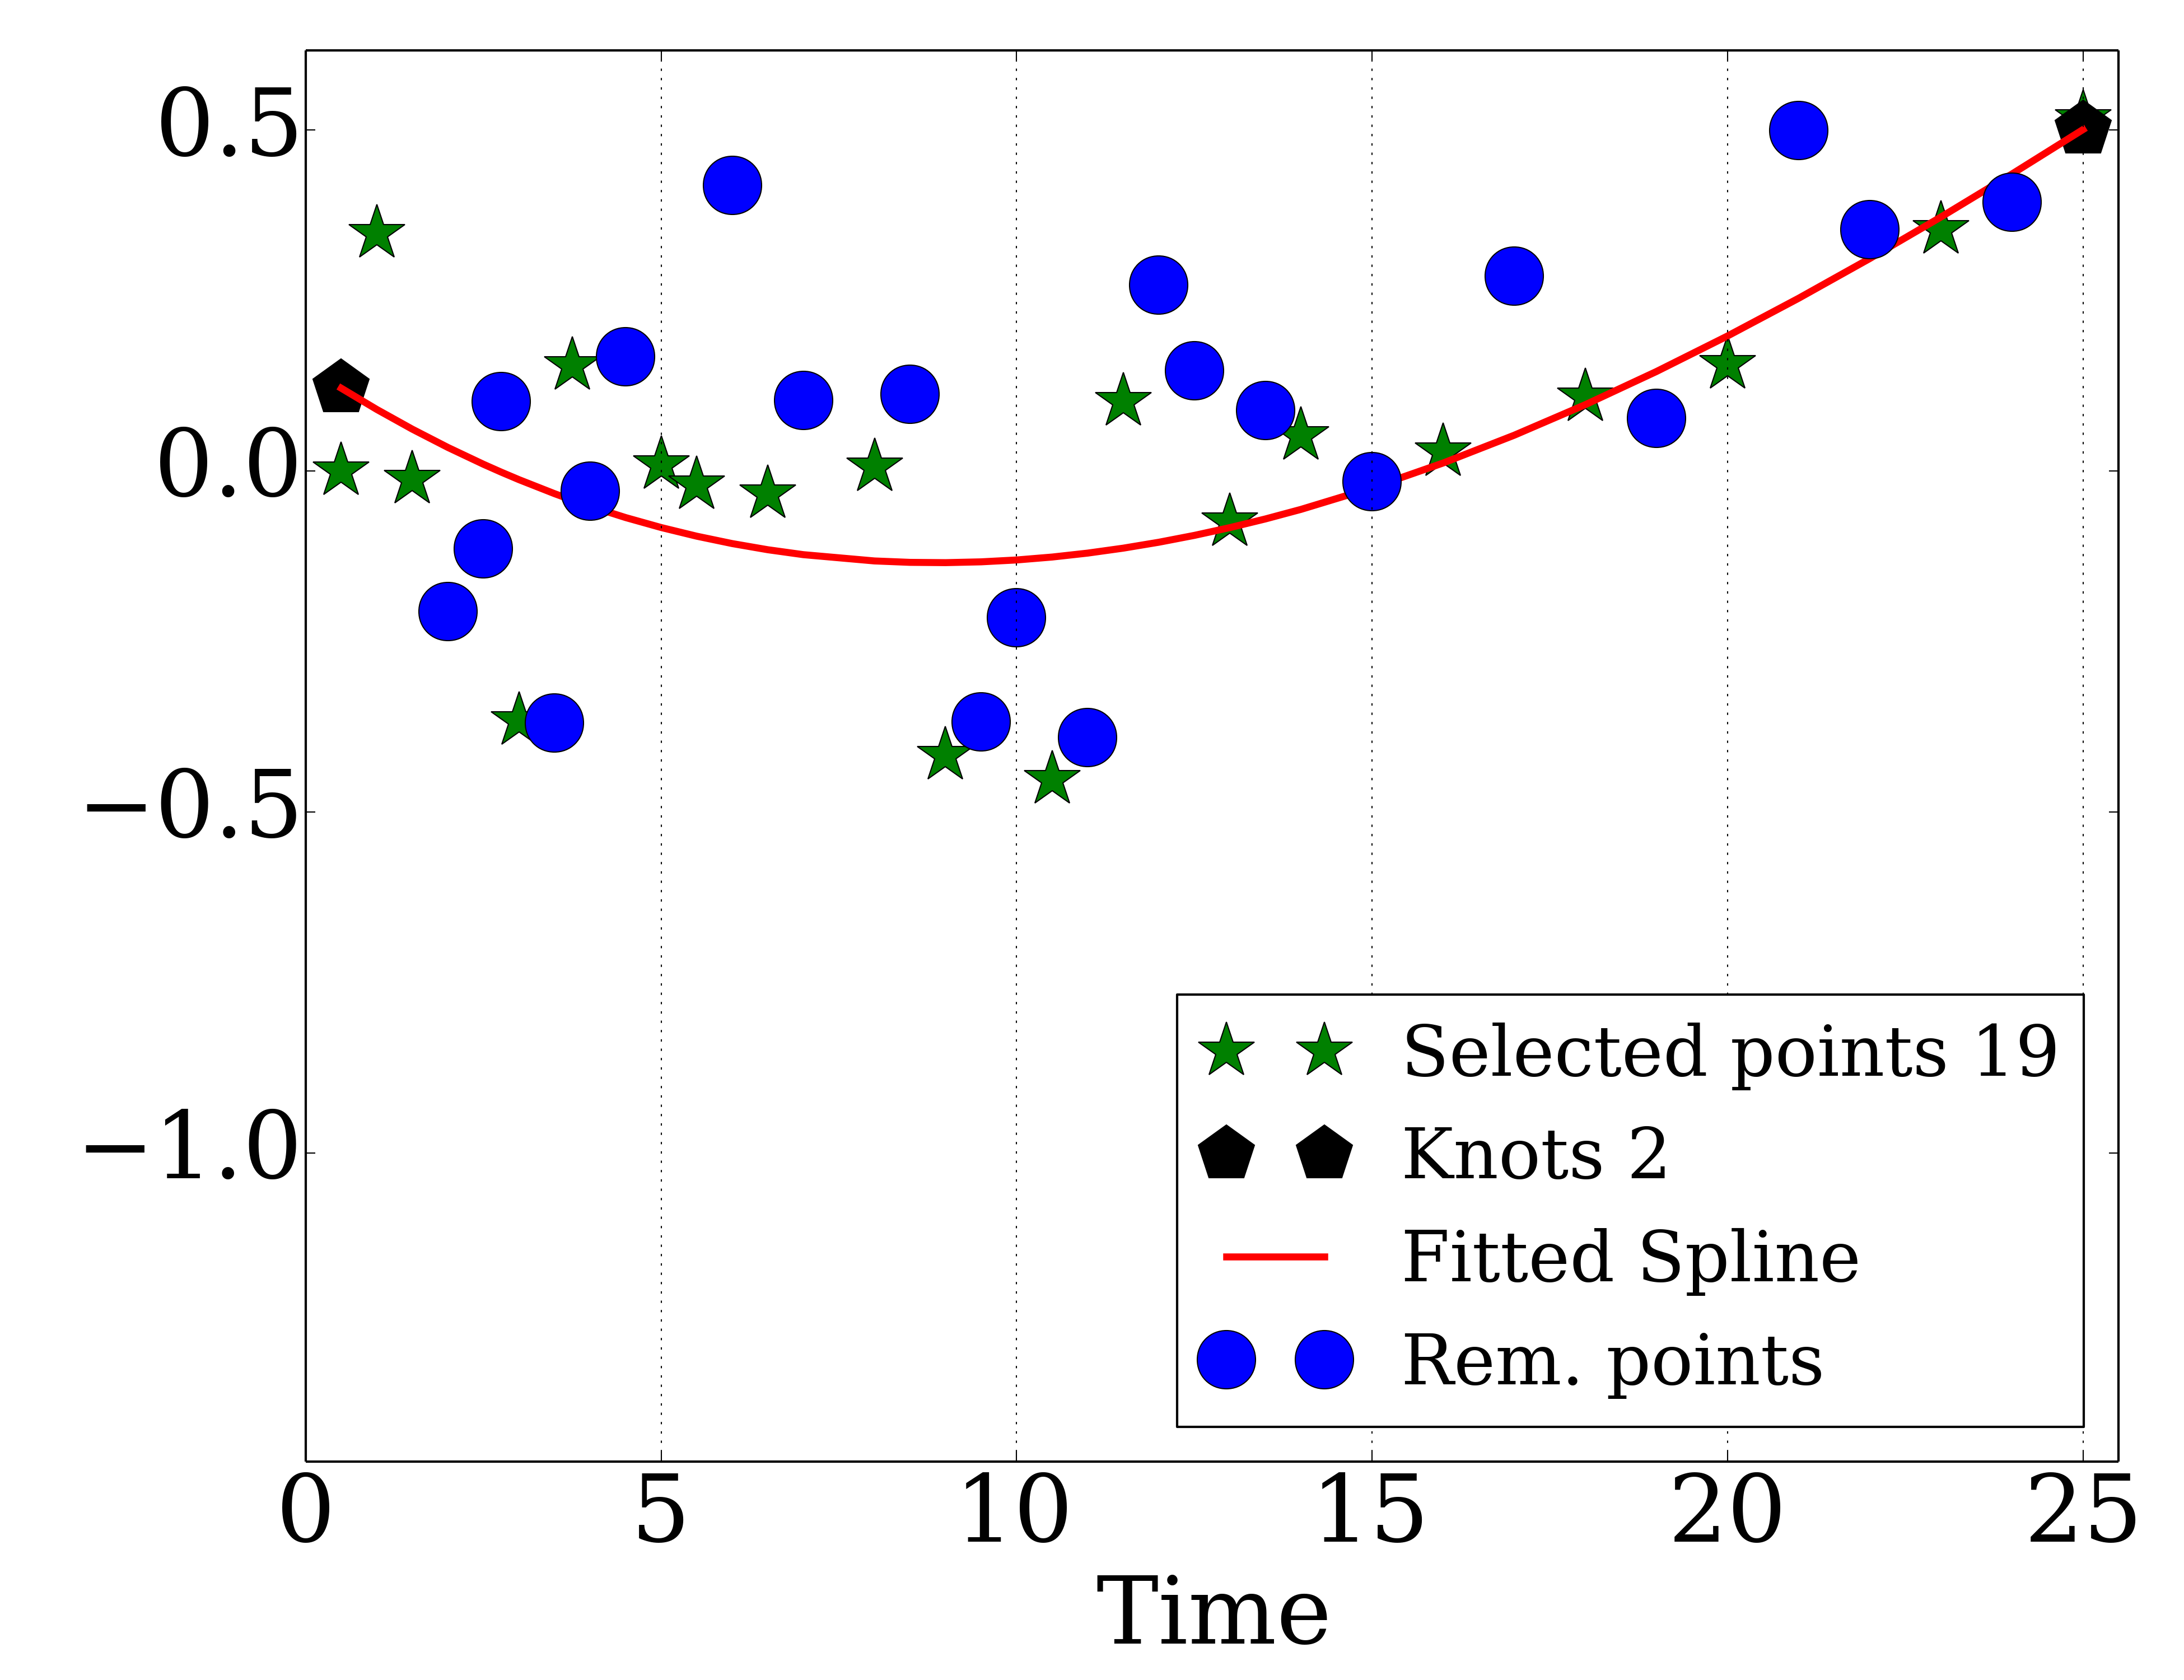 0.5
0.0
−0.5
−1.0
Selected points 19
Knots 2
Fitted Spline
Rem. points
0 5 10 15 20 25
Time